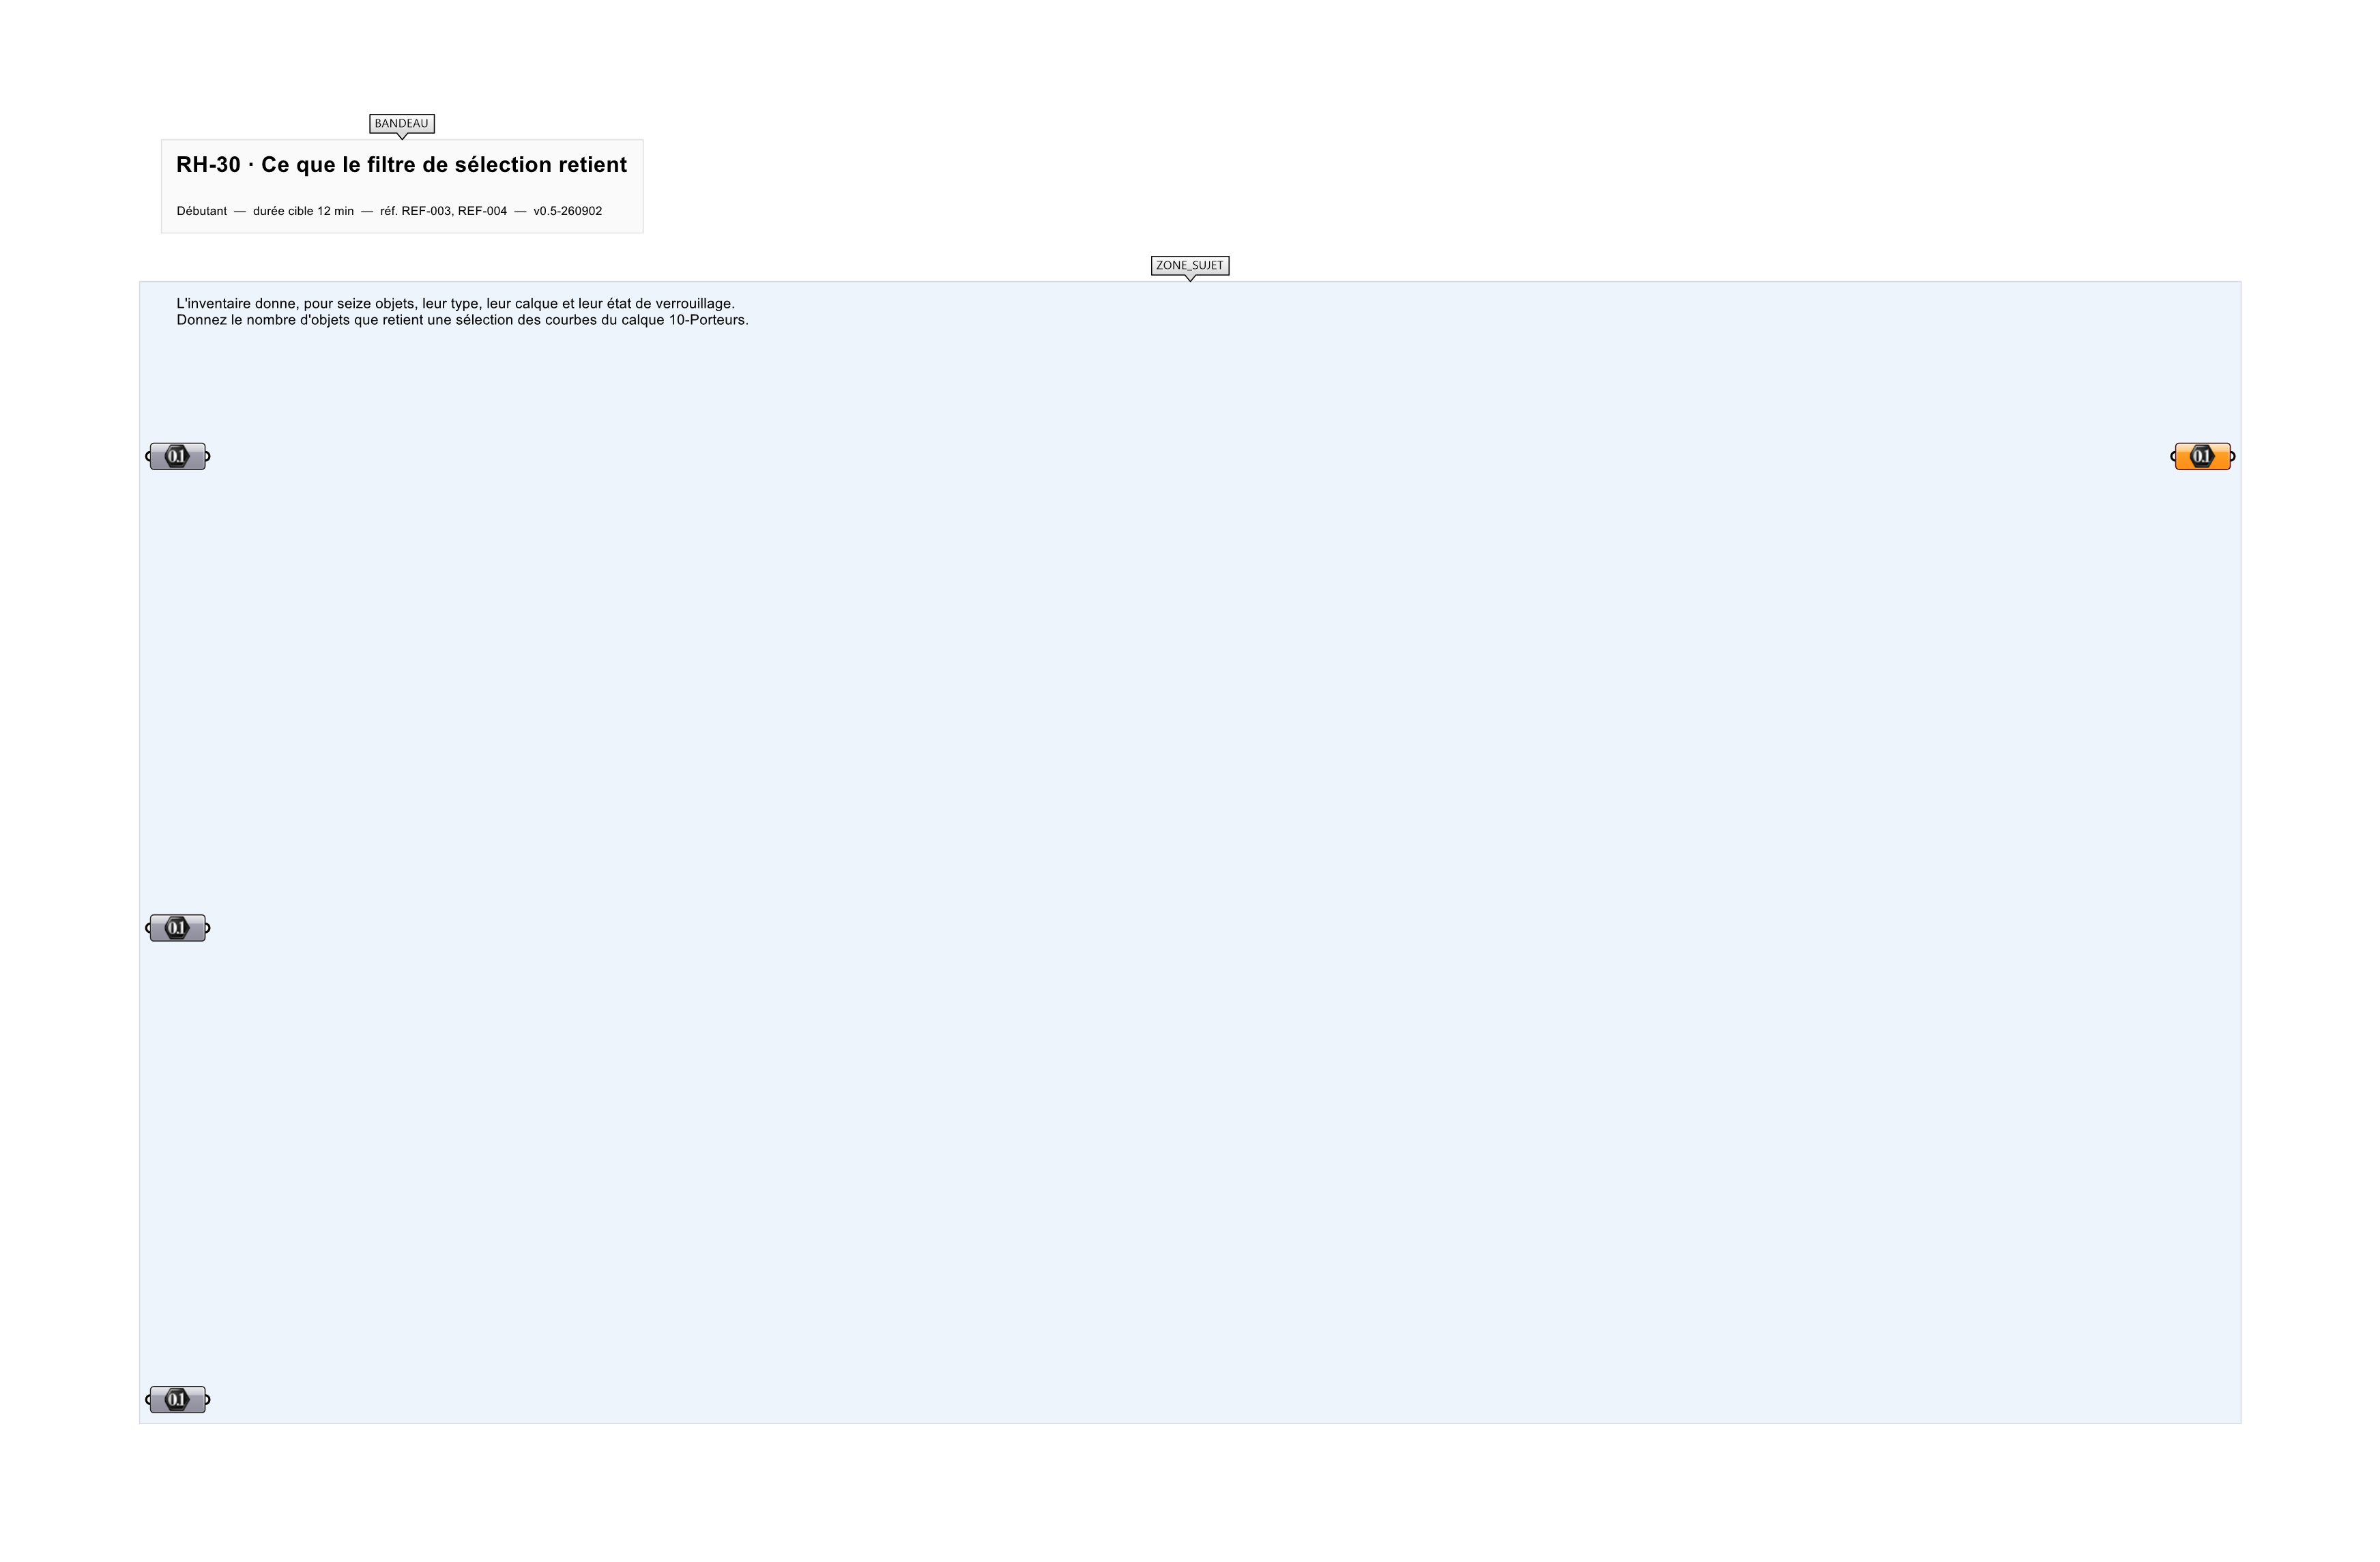 BANDEAU
RH-30 · Ce que le filtre de sélection retient
Débutant — durée cible 12 min — réf. REF-003, REF-004 — v0.5-260902
ZONE_SUJET
L'inventaire donne, pour seize objets, leur type, leur calque et leur état de verrouillage.
Donnez le nombre d'objets que retient une sélection des courbes du calque 10-Porteurs.
0.1
0.1
0.1
0.1